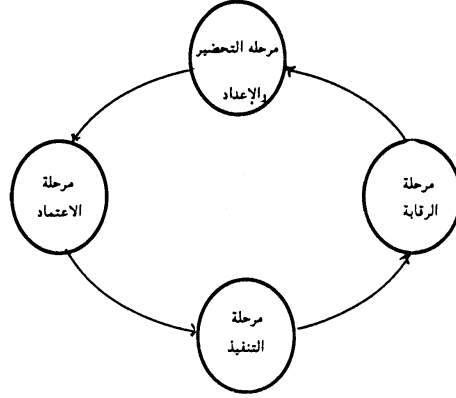 مرحله التحضير
والإعداد
مرحلة
الاعتماد
مرحلة
الرقابة
مرحلة
التنفيذ